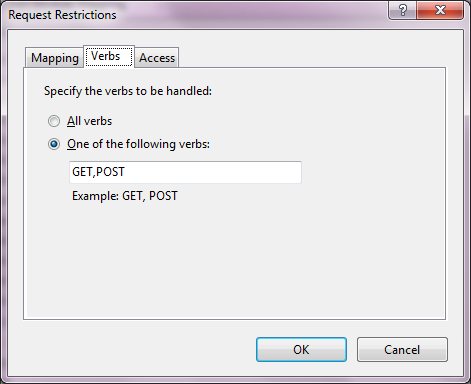 Request Restrictions
Mapping Verbs Access
Specify the verbs to be handled:
All verbs
One of the following verbs:
GET,POST
Example: GET, POST
OK Cancel